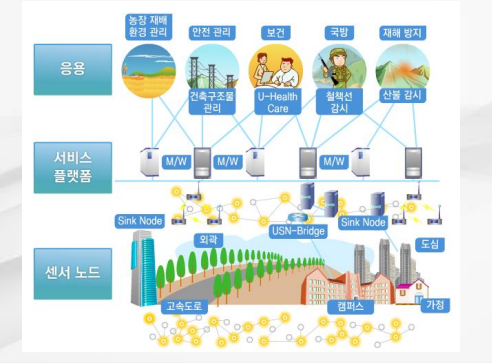 농장 재배
환경 관리
안전 관리
보건
국방
재해 방지
응용
건축구조물
관리
U-Health
Care
철책선
감시
산불 감시
서비스
플랫폼
M/W
M/W
M/W
Sink Node
USN-Bridge
Sink Node
외곽
도심
센서 노드
고속도로
캠퍼스
가정